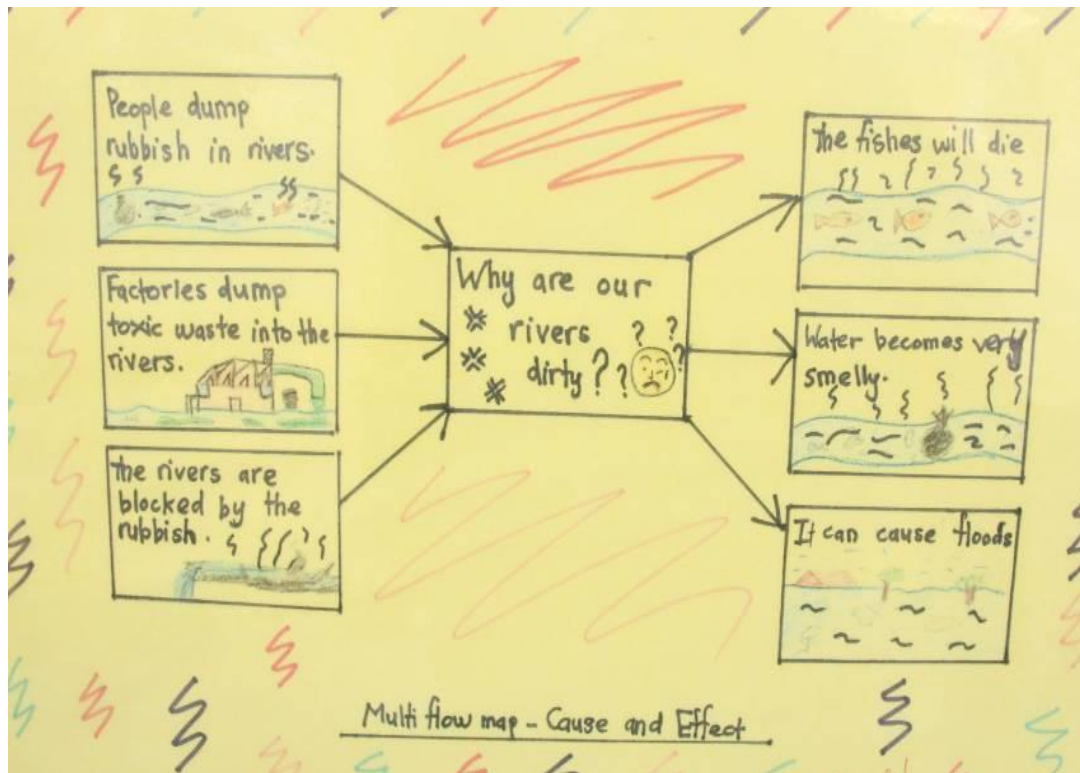 People dump
rubbish in rivers.
Factories dump
toxic waste into the
rivers.
the rivers are
blocked by the
rubbish.
Why are our
rivers
dirty?
? ? ? ?
the fishes will die
Water becomes very
smelly.
It can cause floods
Multi flow map - Cause and Effect